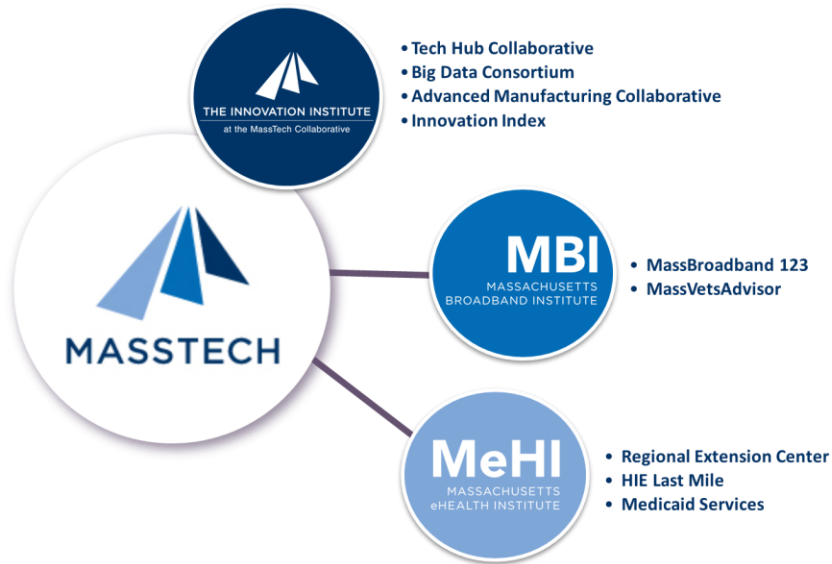 THE INNOVATION INSTITUTE
at the MassTech Collaborative
• Tech Hub Collaborative
• Big Data Consortium
• Advanced Manufacturing Collaborative
• Innovation Index
MASSTECH
MBI
MASSACHUSETTS
BROADBAND INSTITUTE
• MassBroadband 123
• MassVetsAdvisor
MeHI
MASSACHUSETTS
eHEALTH INSTITUTE
• Regional Extension Center
• HIE Last Mile
• Medicaid Services